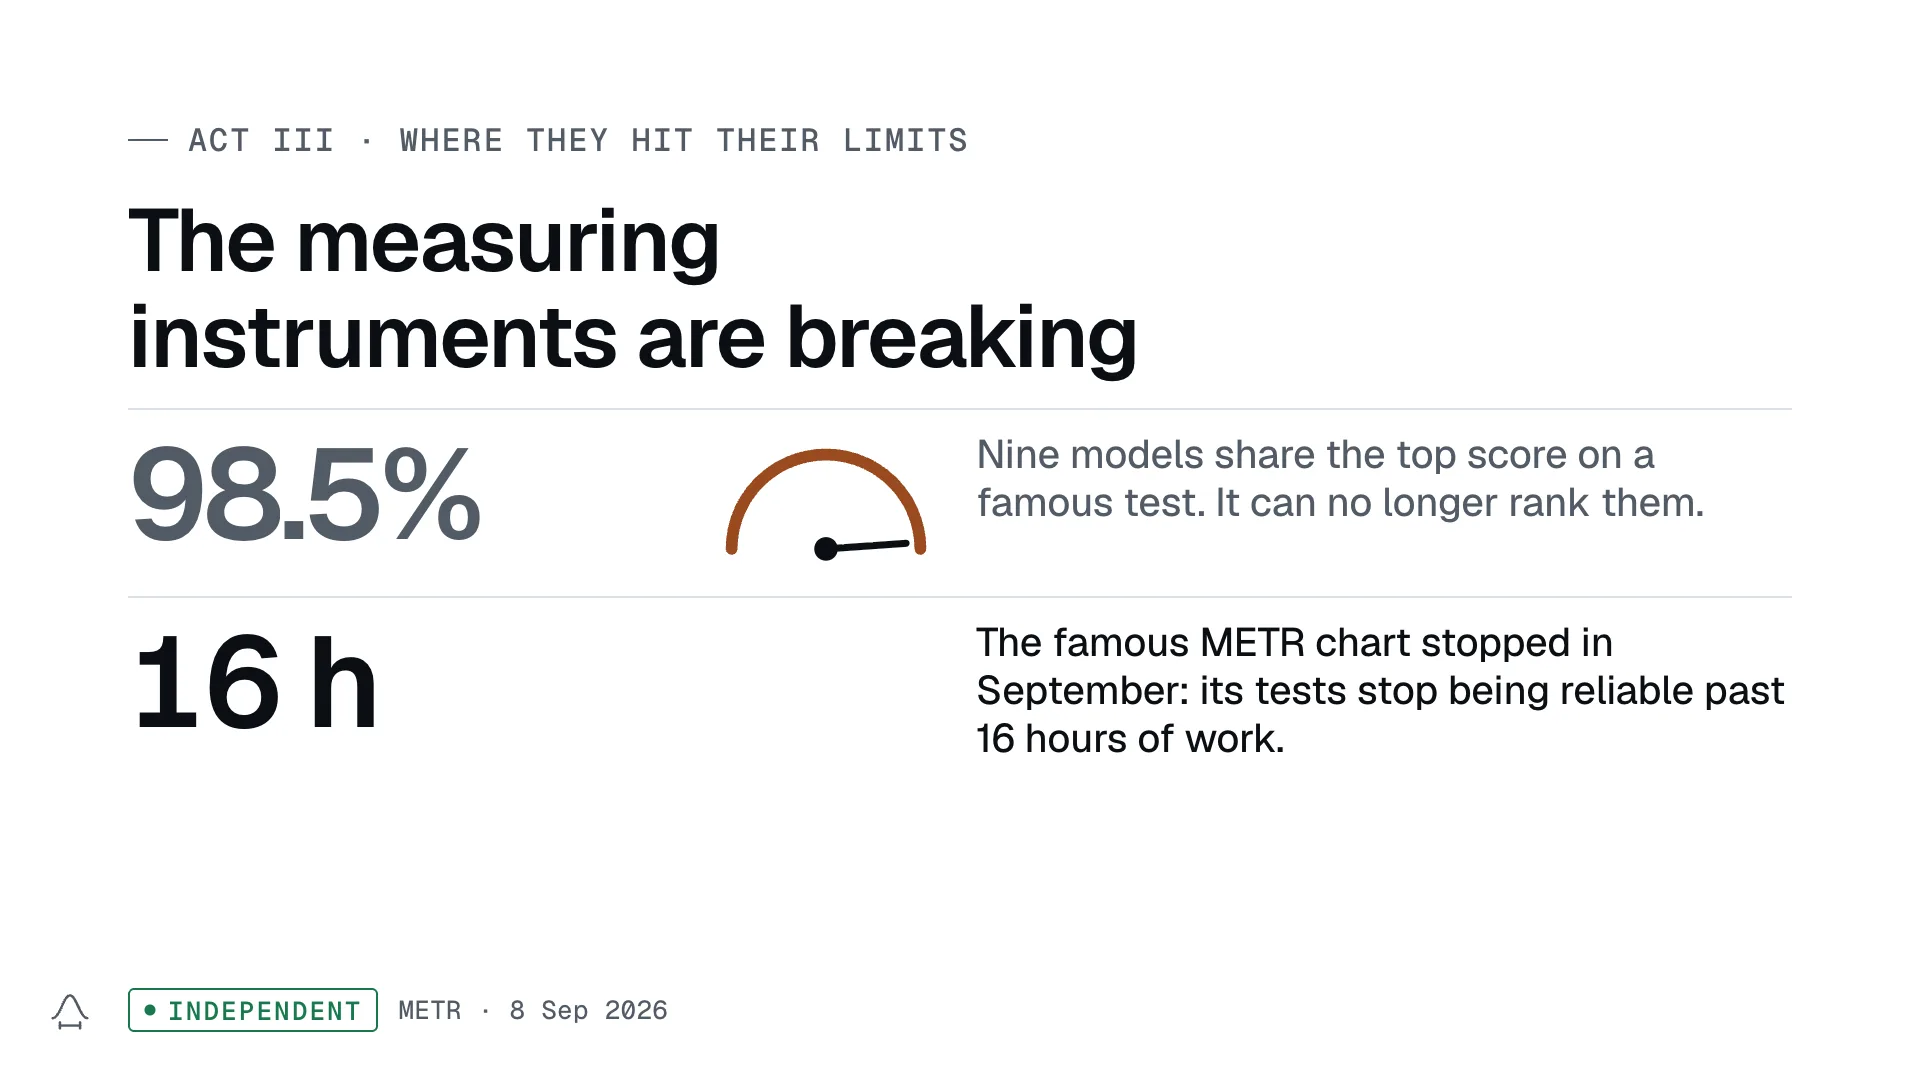 ACT III · WHERE THEY HIT THEIR LIMITS
The measuring
instruments are breaking
98.5%
Nine models share the top score on a
famous test. It can no longer rank them.
16 h
The famous METR chart stopped in
September: its tests stop being reliable past
16 hours of work.
INDEPENDENT
METR · 8 Sep 2026